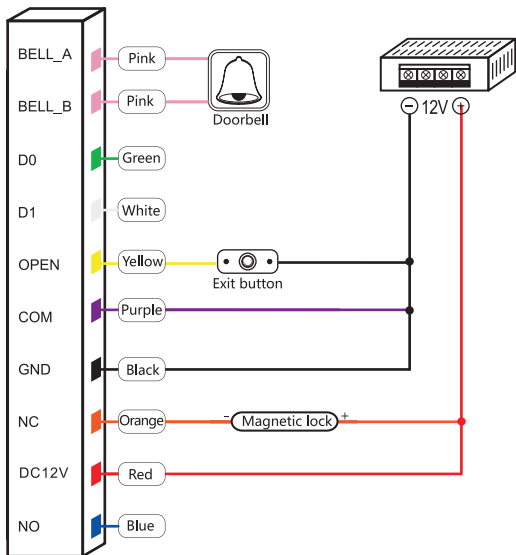 BELL_A Pink
BELL_B Pink
Doorbell
− 12V +
D0 Green
D1 White
OPEN Yellow
Exit button
COM Purple
GND Black
NC Orange - Magnetic lock +
DC12V Red
NO Blue